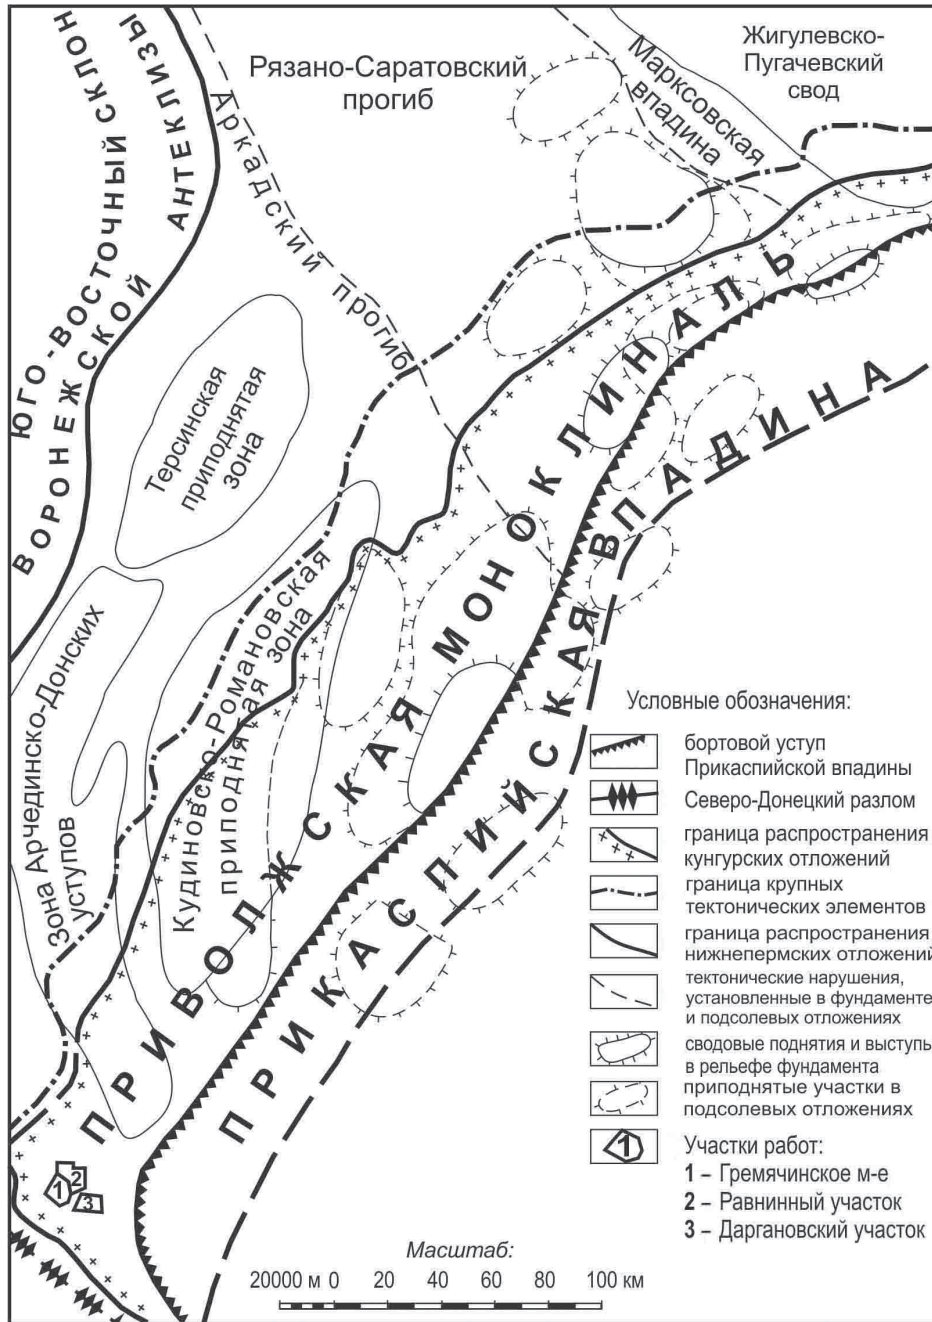 Рязано-Саратовский
прогиб
Жигулевско-
Пугачевский
свод
Марксовская
впадина
Аркадский прогиб
ЮГО-ВОСТОЧНЫЙ СКЛОН
ВОРОНЕЖСКОЙ АНТЕКЛИЗЫ
Терсинская
приподнятая
зона
Зона Арчединско-Донских
уступов
Кудиновско-Романовская
приподнятая зона
ПРИВОЛЖСКАЯ МОНОКЛИНАЛЬ
ПРИКАСПИЙСКАЯ ВПАДИНА
1
2
3
Условные обозначения:
бортовой уступ
Прикаспийской впадины
Северо-Донецкий разлом
граница распространения
кунгурских отложений
граница крупных
тектонических элементов
граница распространения
нижнепермских отложений
тектонические нарушения,
установленные в фундаменте
и подсолевых отложениях
сводовые поднятия и выступы
в рельефе фундамента
приподнятые участки в
подсолевых отложениях
1
Участки работ:
1 – Гремячинское м-е
2 – Равнинный участок
3 – Даргановский участок
Масштаб:
20000 м 0 20 40 60 80 100 км